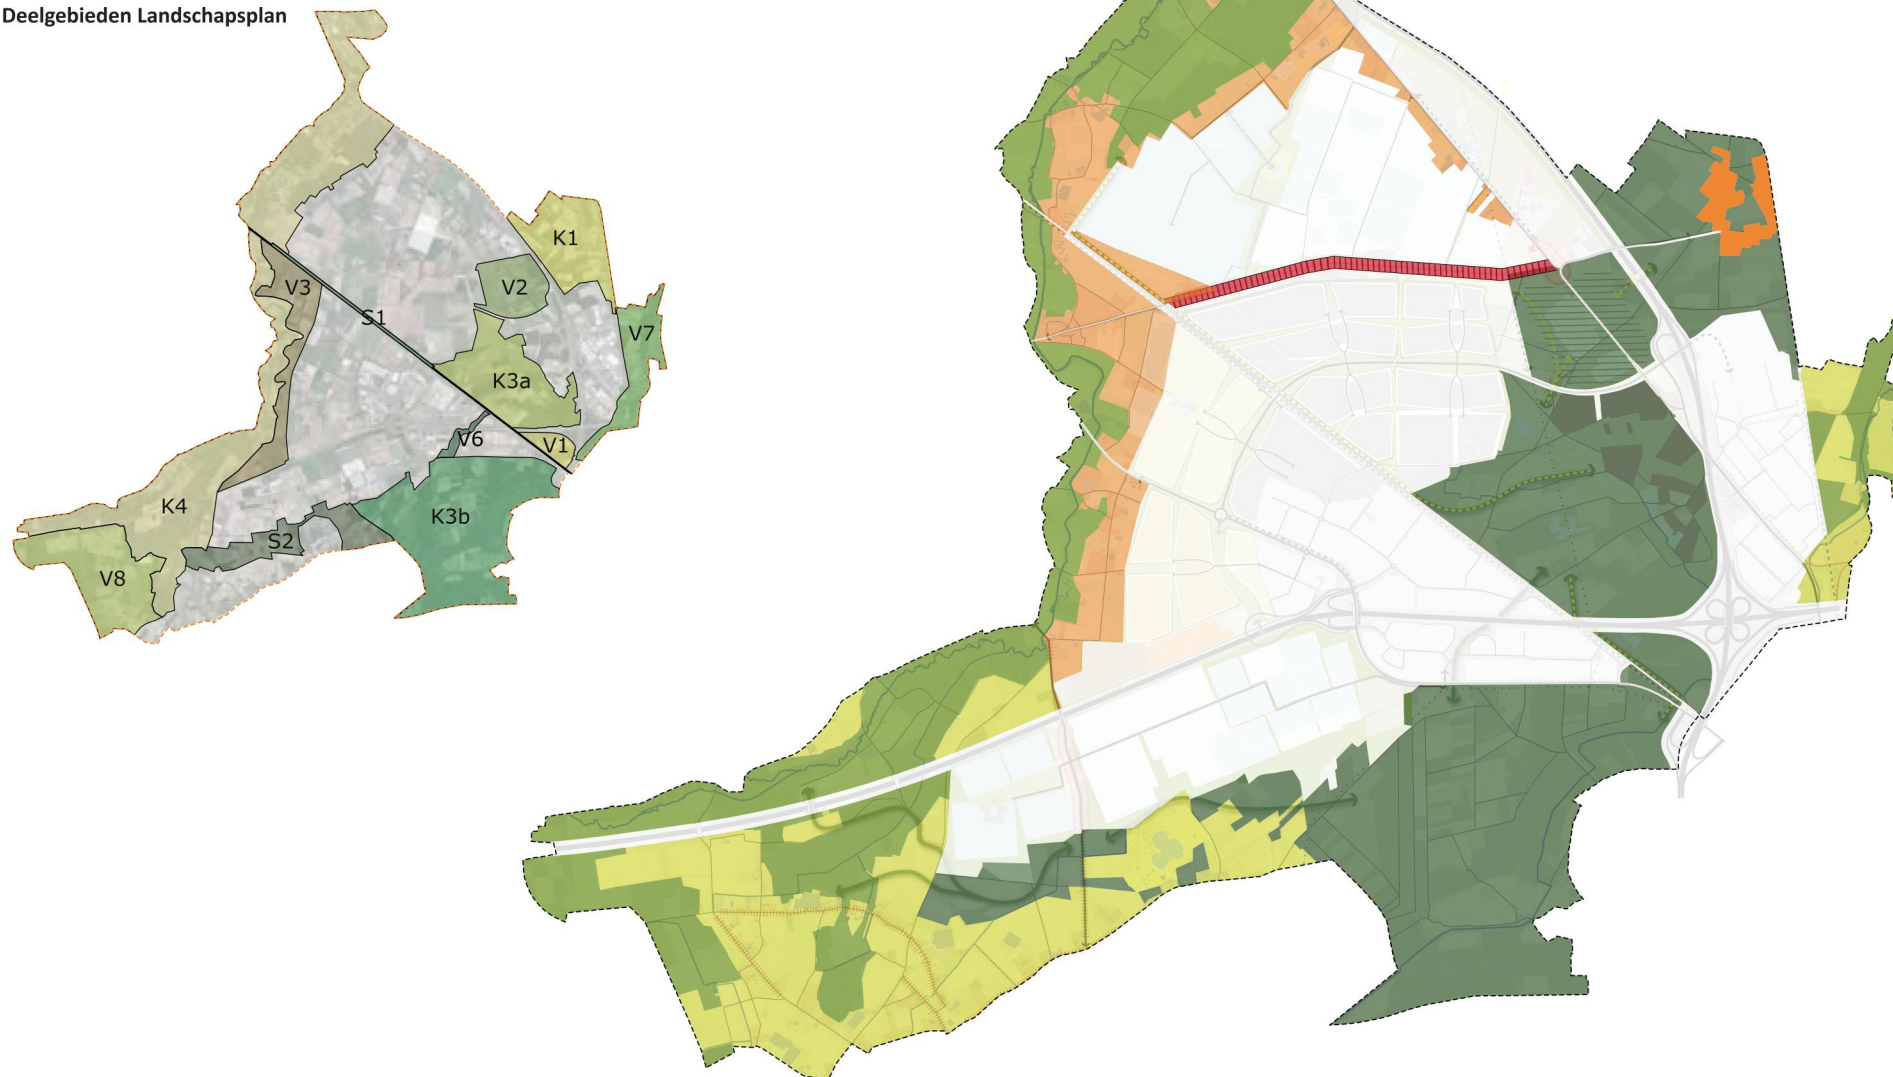 Deelgebieden Landschapsplan
K1
V2
V3
S1
V7
K3a
V6
V1
K4
K3b
S2
V8